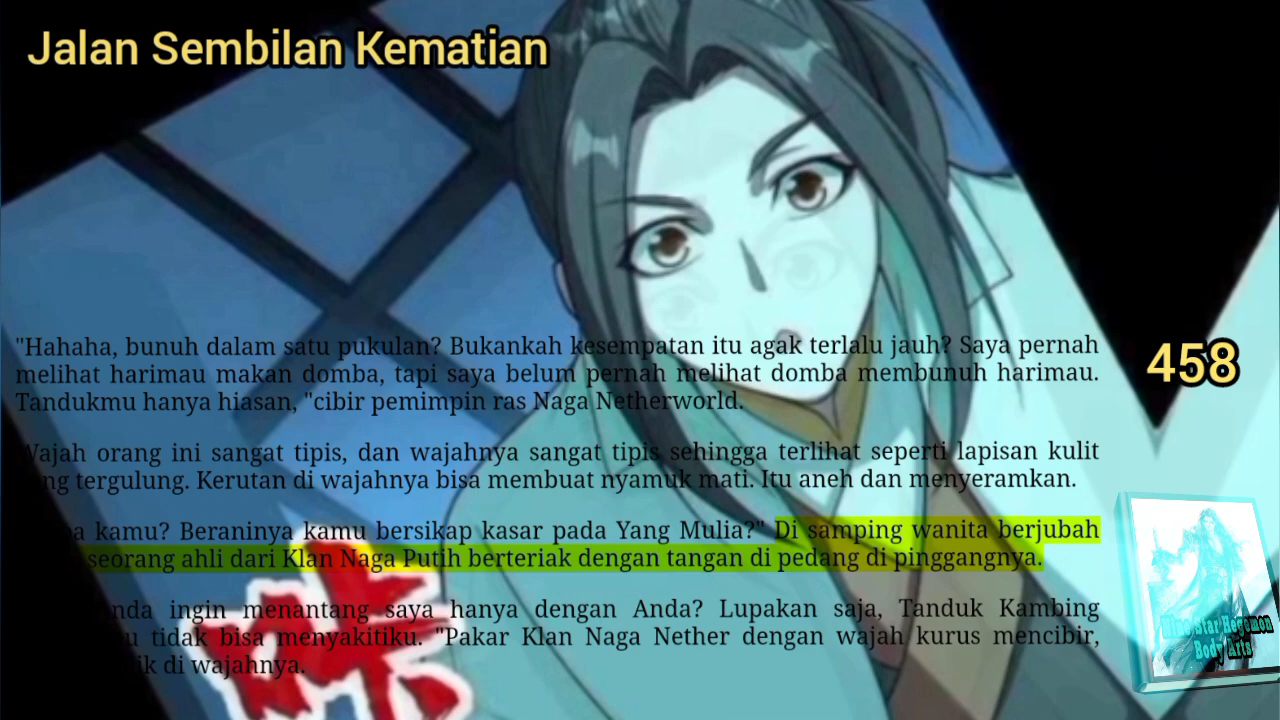 Jalan Sembilan Kematian
"Hahaha, bunuh dalam satu pukulan? Bukankah kesempatan itu agak terlalu jauh? Saya pernah
melihat harimau makan domba, tapi saya belum pernah melihat domba membunuh harimau.
Tandukmu hanya hiasan, "cibir pemimpin ras Naga Netherworld.
458
Wajah orang ini sangat tipis, dan wajahnya sangat tipis sehingga terlihat seperti lapisan kulit
tergulung. Kerutan di wajahnya bisa membuat nyamuk mati. Itu aneh dan menyeramkan.
kamu? Beraninya kamu bersikap kasar pada Yang Mulia?" Di samping wanita berjubah
seorang ahli dari Klan Naga Putih berteriak dengan tangan di pedang di pinggangnya.
ingin menantang saya hanya dengan Anda? Lupakan saja, Tanduk Kambing
tidak bisa menyakitiku. "Pakar Klan Naga Nether dengan wajah kurus mencibir,
di wajahnya.
Nine Star Hegemon
Body Arts